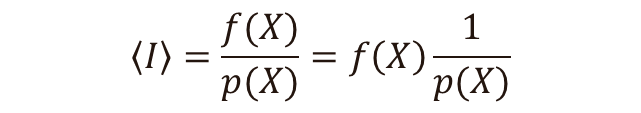 ⟨I⟩ = f(X)/p(X) = f(X) 1/p(X)